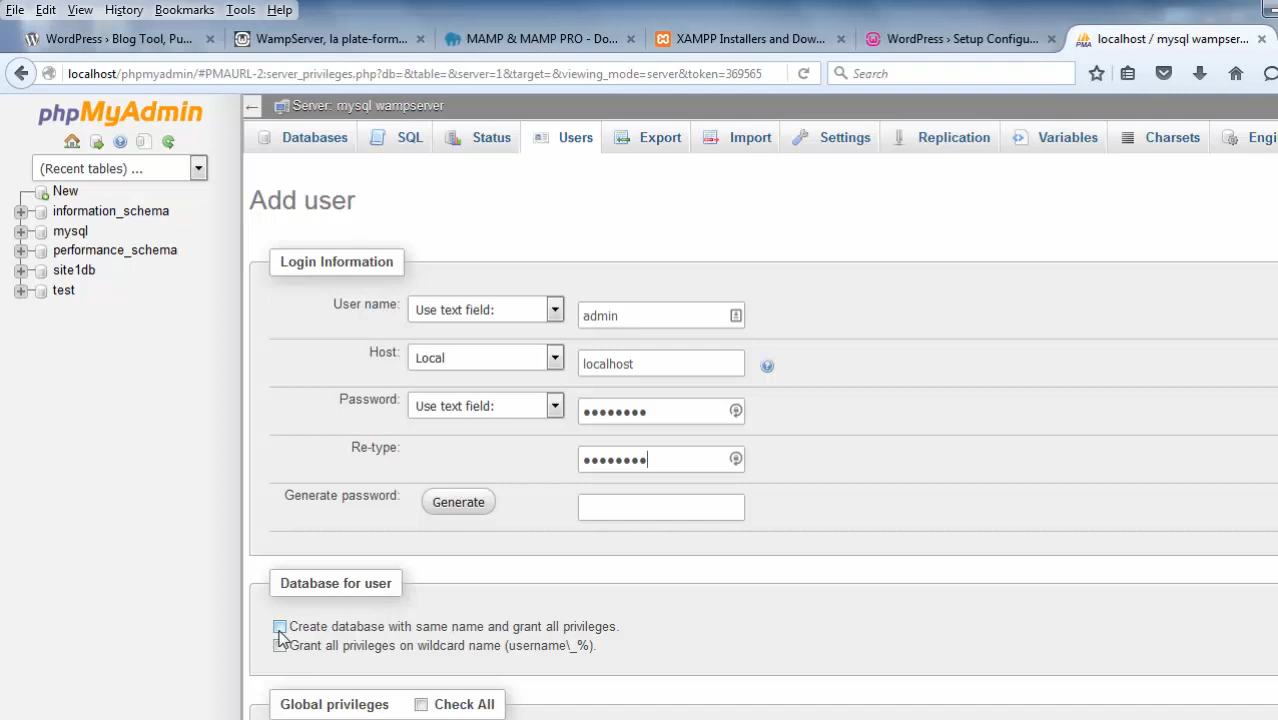 File Edit View History Bookmarks Tools Help
WordPress › Blog Tool, Pu... × WampServer, la plate-form... × MAMP & MAMP PRO - Do... × XAMPP Installers and Dow... × WordPress › Setup Configu... × localhost / mysql wampser... ×
localhost/phpmyadmin/#PMAURL-2:server_privileges.php?db=&table=&server=1&target=&viewing_mode=server&token=369565 Search
phpMyAdmin
(Recent tables) ...
New
information_schema
mysql
performance_schema
site1db
test
Server: mysql wampserver
Databases SQL Status Users Export Import Settings Replication Variables Charsets Engi
Add user
Login Information
User name: Use text field: admin
Host: Local localhost
Password: Use text field: ••••••••
Re-type: ••••••••
Generate password: Generate
Database for user
Create database with same name and grant all privileges.
Grant all privileges on wildcard name (username\_%).
Global privileges Check All